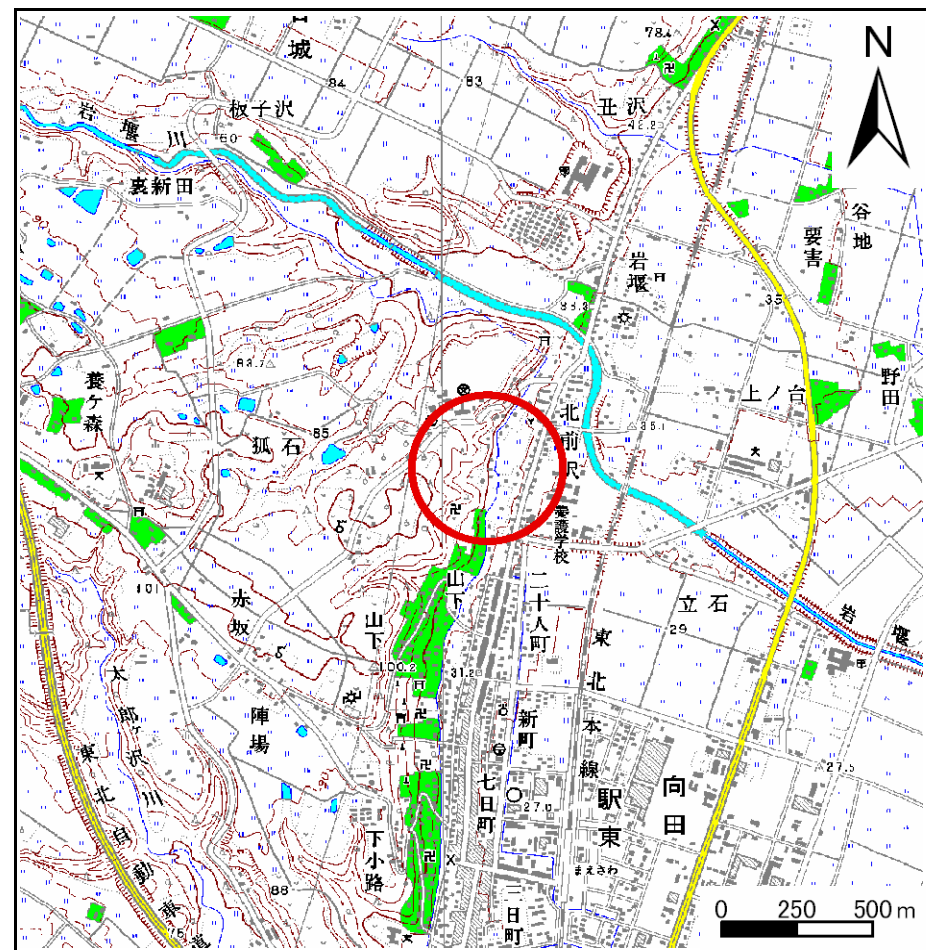 城
N
78.4
板子沢
84
83
丑沢
42.2
岩堰川
60
裏新田
谷地
要害
岩堰
35
野田
養ケ森
83.7
85
狐石
上ノ台
北前沢
35.1
養護学校
101
赤坂
山下
山下
二十人町
立石
29
岩堰
100.2
31.2
太郎ヶ沢川
陣場
新町
東北本線
七日町
27.0
27.5
駅東
向田
まえさわ
東北自動車道
下小路
88
75
三日町
0 250 500 m